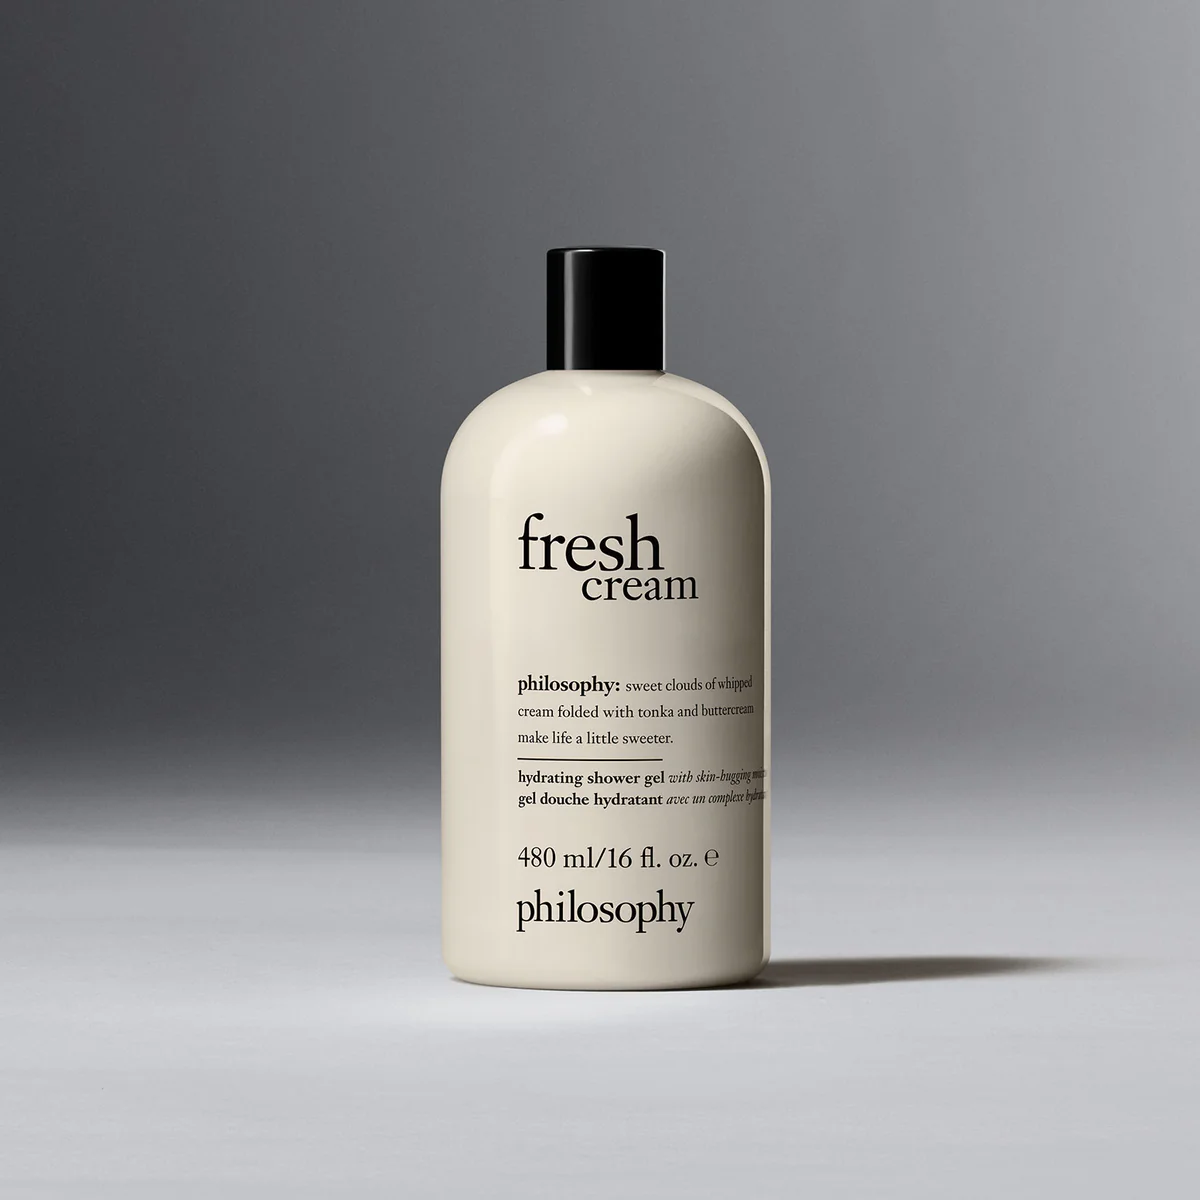 fresh
cream
philosophy: sweet clouds of whipped
cream folded with tonka and buttercream
make life a little sweeter.
hydrating shower gel with skin-hugging
gel douche hydratant avec un complexe
480 ml/16 fl. oz. ℮
philosophy